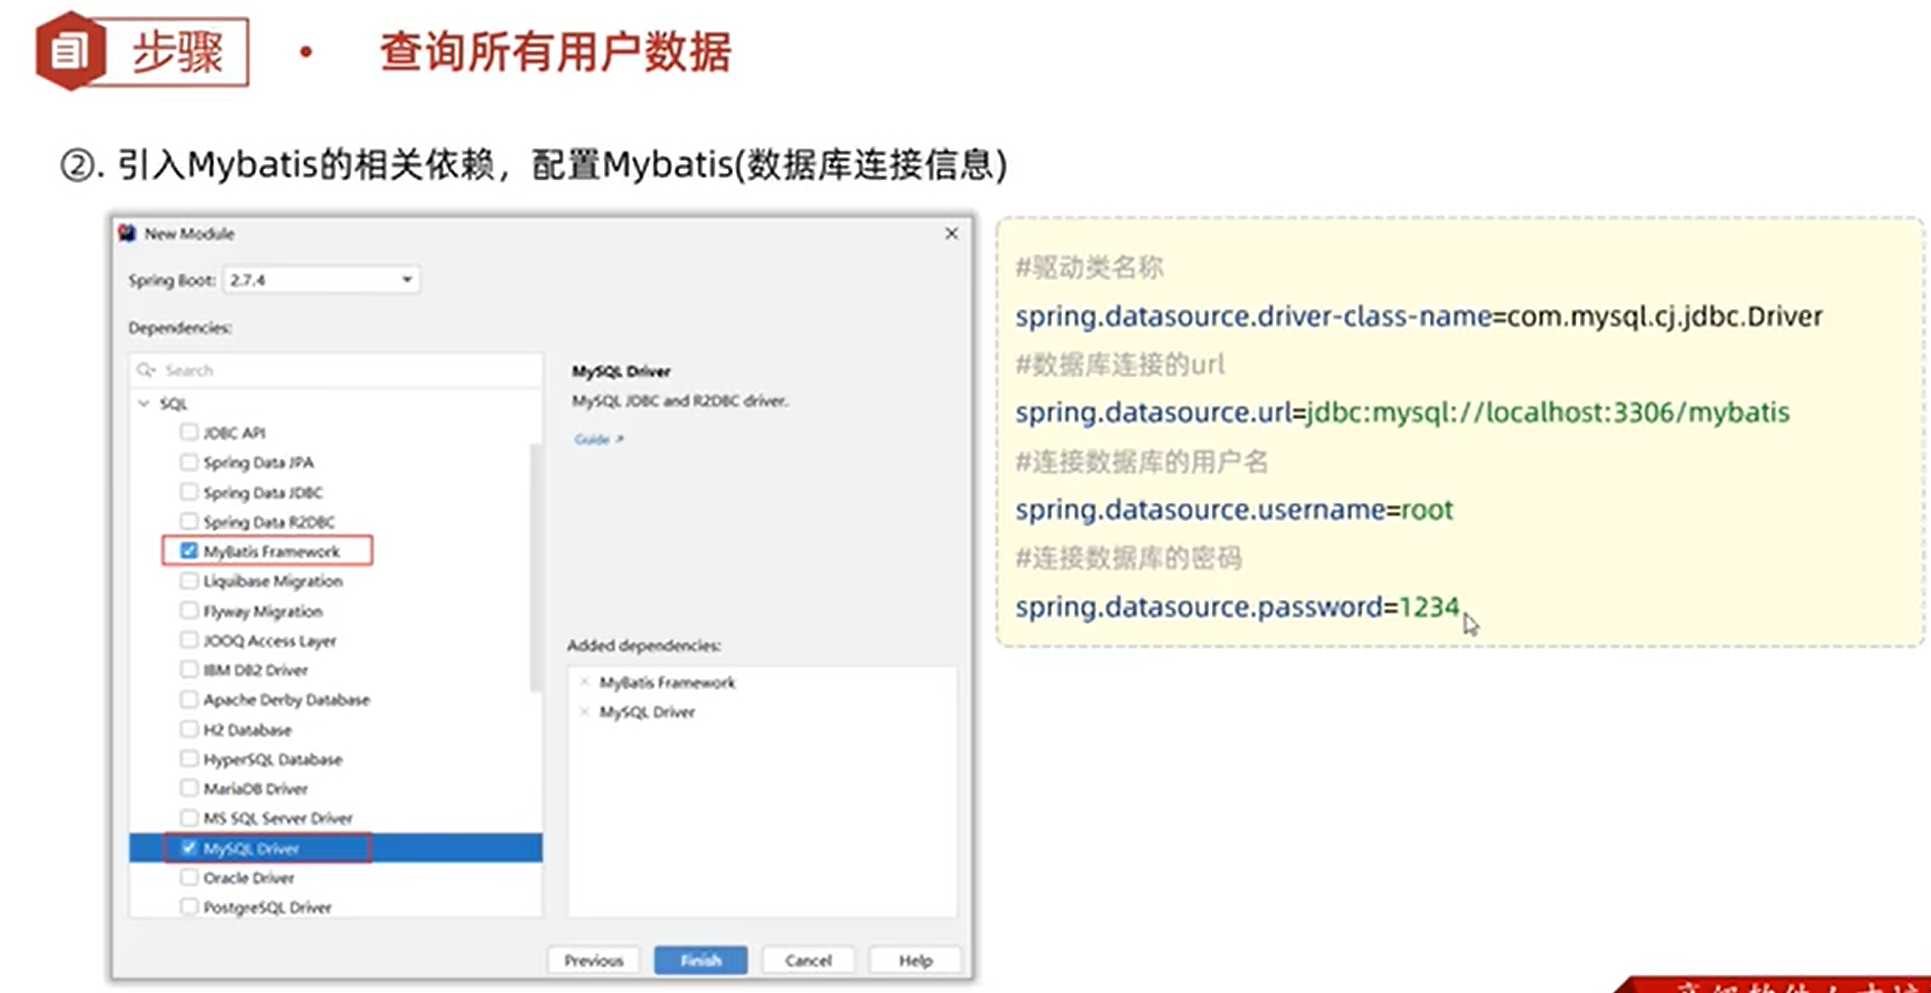 步骤
查询所有用户数据
②. 引入Mybatis的相关依赖，配置Mybatis(数据库连接信息)
New Module
Spring Boot: 2.7.4
Dependencies:
Search
SQL
JDBC API
Spring Data JPA
Spring Data JDBC
Spring Data R2DBC
MyBatis Framework
Liquibase Migration
Flyway Migration
JOOQ Access Layer
IBM DB2 Driver
Apache Derby Database
H2 Database
HyperSQL Database
MariaDB Driver
MS SQL Server Driver
MySQL Driver
Oracle Driver
PostgreSQL Driver
MySQL Driver
MySQL JDBC and R2DBC driver.
Guide
Added dependencies:
MyBatis Framework
MySQL Driver
Previous
Finish
Cancel
Help
#驱动类名称
spring.datasource.driver-class-name=com.mysql.cj.jdbc.Driver
#数据库连接的url
spring.datasource.url=jdbc:mysql://localhost:3306/mybatis
#连接数据库的用户名
spring.datasource.username=root
#连接数据库的密码
spring.datasource.password=1234